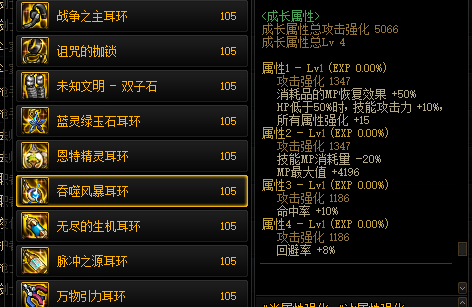 战争之主耳环 105
诅咒的枷锁 105
未知文明 - 双子石 105
蓝灵绿玉石耳环 105
恩特精灵耳环 105
吞噬风暴耳环 105
无尽的生机耳环 105
脉冲之源耳环 105
万物引力耳环 105
<成长属性>
成长属性总攻击强化 5066
成长属性总Lv 4
属性1 - Lv1 (EXP 0.00%)
攻击强化 1347
消耗品的MP恢复效果 +50%
HP低于50%时, 技能攻击力 +10%,
所有属性强化 +15
属性2 - Lv1 (EXP 0.00%)
攻击强化 1347
技能MP消耗量 -20%
MP最大值 +4196
属性3 - Lv1 (EXP 0.00%)
攻击强化 1186
命中率 +10%
属性4 - Lv1 (EXP 0.00%)
攻击强化 1186
回避率 +8%